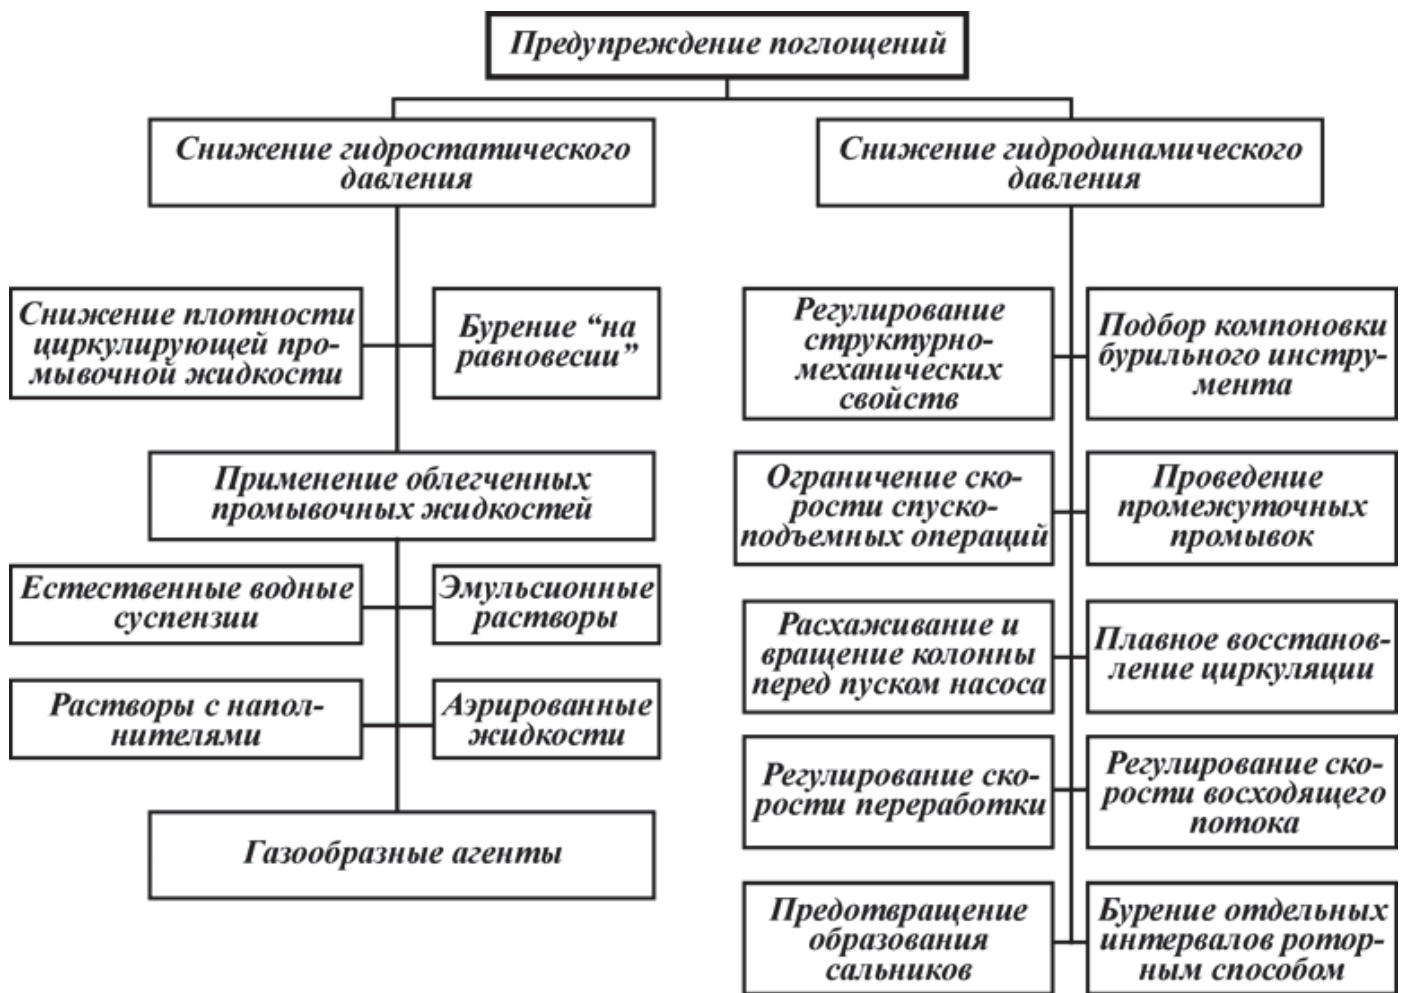 Предупреждение поглощений
Снижение гидростатического
давления
Снижение гидродинамического
давления
Снижение плотности
циркулирующей про-
мывочной жидкости
Бурение “на
равновесии”
Регулирование
структурно-
механических
свойств
Подбор компоновки
бурильного инстру-
мента
Применение облегченных
промывочных жидкостей
Ограничение ско-
рости спуско-
подъемных операций
Проведение
промежуточных
промывок
Естественные водные
суспензии
Эмульсионные
растворы
Расхаживание и
вращение колонны
перед пуском насоса
Плавное восстанов-
ление циркуляции
Растворы с напол-
нителями
Аэрированные
жидкости
Регулирование ско-
рости переработки
Регулирование ско-
рости восходящего
потока
Газообразные агенты
Предотвращение
образования
сальников
Бурение отдельных
интервалов ротор-
ным способом